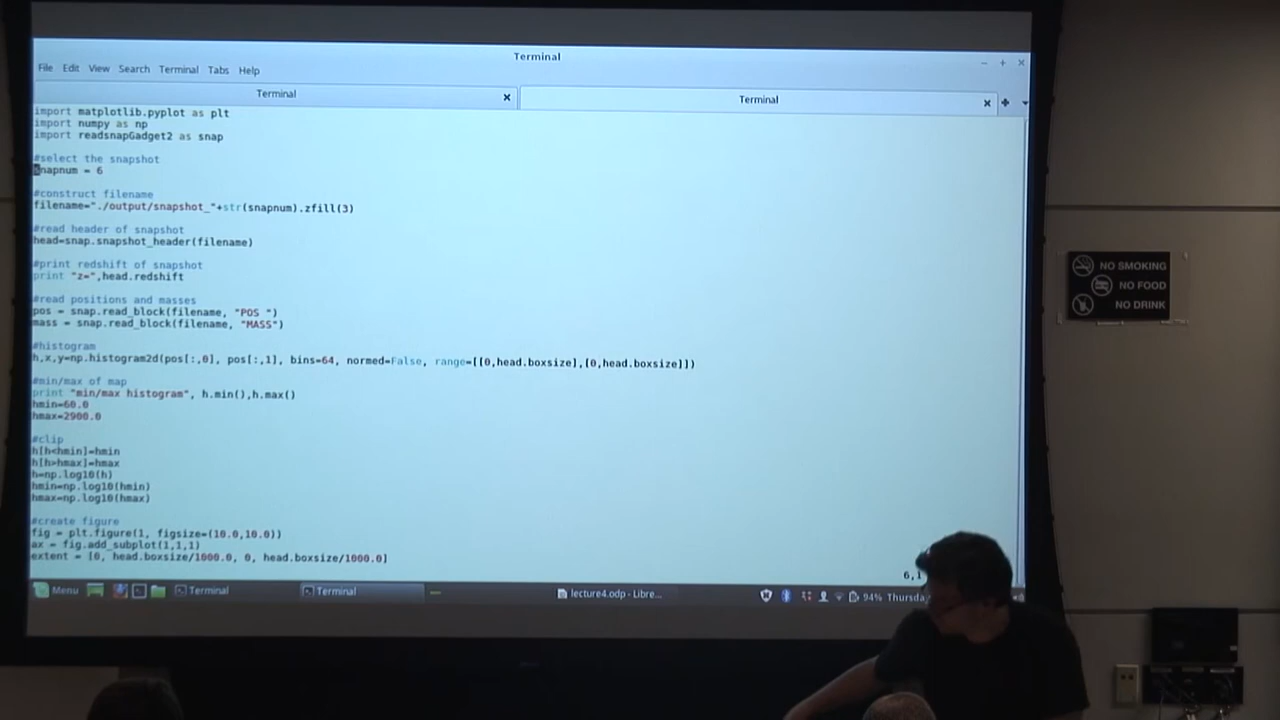 Terminal
File Edit View Search Terminal Tabs Help
Terminal
Terminal
import matplotlib.pyplot as plt
import numpy as np
import readsnapGadget2 as snap
#select the snapshot
snapnum = 6
#construct filename
filename="./output/snapshot_"+str(snapnum).zfill(3)
#read header of snapshot
head=snap.snapshot_header(filename)
#print redshift of snapshot
print "z=",head.redshift
#read positions and masses
pos = snap.read_block(filename, "POS ")
mass = snap.read_block(filename, "MASS")
#histogram
h,x,y=np.histogram2d(pos[:,0], pos[:,1], bins=64, normed=False, range=[[0,head.boxsize],[0,head.boxsize]])
#min/max of map
print "min/max histogram", h.min(),h.max()
hmin=60.0
hmax=2900.0
#clip
h[h<hmin]=hmin
h[h>hmax]=hmax
h=np.log10(h)
hmin=np.log10(hmin)
hmax=np.log10(hmax)
#create figure
fig = plt.figure(1, figsize=(10.0,10.0))
ax = fig.add_subplot(1,1,1)
extent = [0, head.boxsize/1000.0, 0, head.boxsize/1000.0]
6,1
Menu Terminal Terminal lecture4.odp - Libre... 94% Thursda
NO SMOKING
NO FOOD
NO DRINK